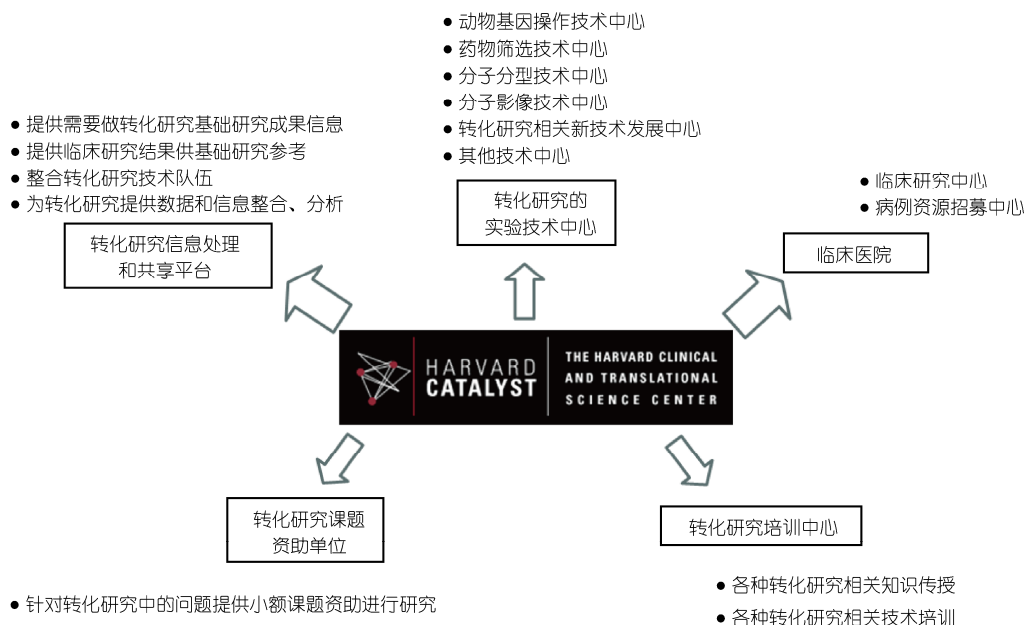 ● 动物基因操作技术中心
● 药物筛选技术中心
● 分子分型技术中心
● 分子影像技术中心
● 转化研究相关新技术发展中心
● 其他技术中心
● 提供需要做转化研究基础研究成果信息
● 提供临床研究结果供基础研究参考
● 整合转化研究技术队伍
● 为转化研究提供数据和信息整合、分析
● 临床研究中心
● 病例资源招募中心
转化研究信息处理
和共享平台
转化研究的
实验技术中心
临床医院
HARVARD
CATALYST
THE HARVARD CLINICAL
AND TRANSLATIONAL
SCIENCE CENTER
转化研究课题
资助单位
转化研究培训中心
● 针对转化研究中的问题提供小额课题资助进行研究
● 各种转化研究相关知识传授
● 各种转化研究相关技术培训